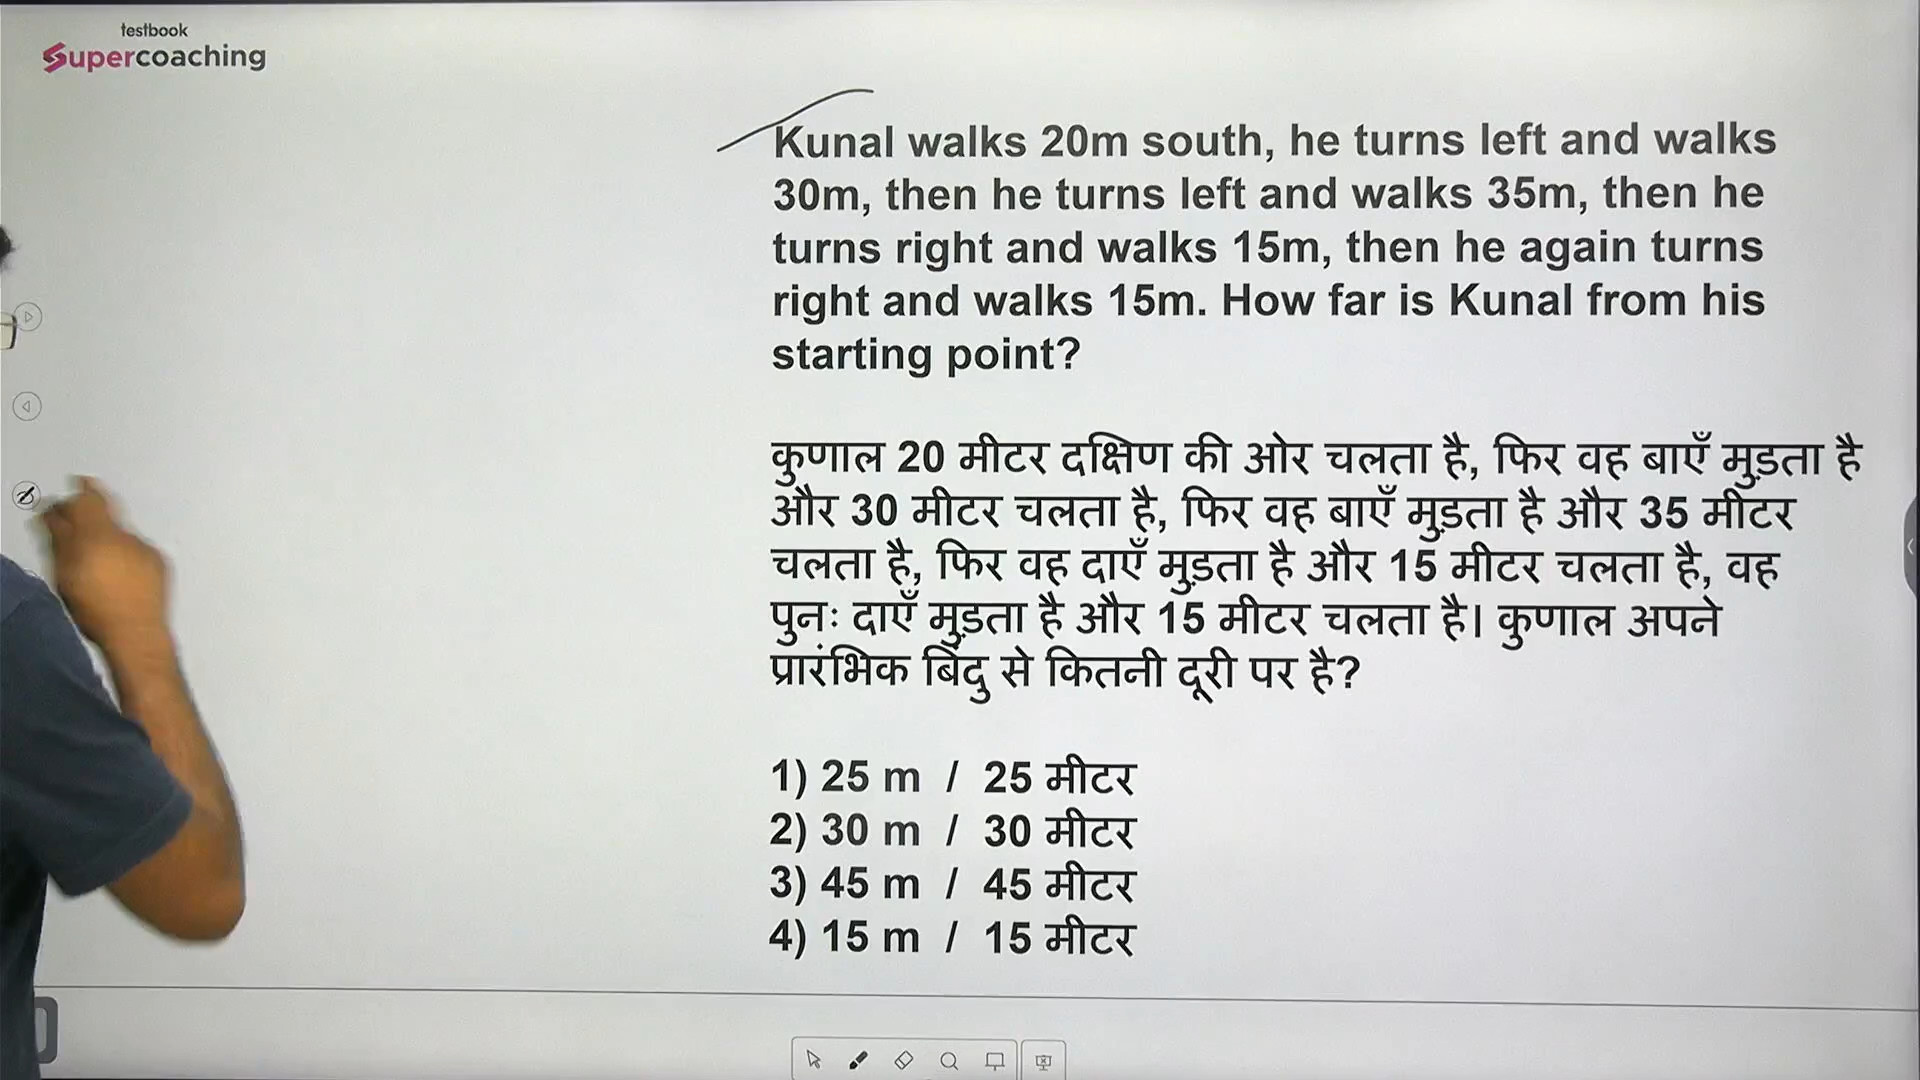 testbook
Supercoaching
Kunal walks 20m south, he turns left and walks
30m, then he turns left and walks 35m, then he
turns right and walks 15m, then he again turns
right and walks 15m. How far is Kunal from his
starting point?
कुणाल 20 मीटर दक्षिण की ओर चलता है, फिर वह बाएँ मुड़ता है
और 30 मीटर चलता है, फिर वह बाएँ मुड़ता है और 35 मीटर
चलता है, फिर वह दाएँ मुड़ता है और 15 मीटर चलता है, वह
पुनः दाएँ मुड़ता है और 15 मीटर चलता है। कुणाल अपने
प्रारंभिक बिंदु से कितनी दूरी पर है?
1) 25 m / 25 मीटर
2) 30 m / 30 मीटर
3) 45 m / 45 मीटर
4) 15 m / 15 मीटर